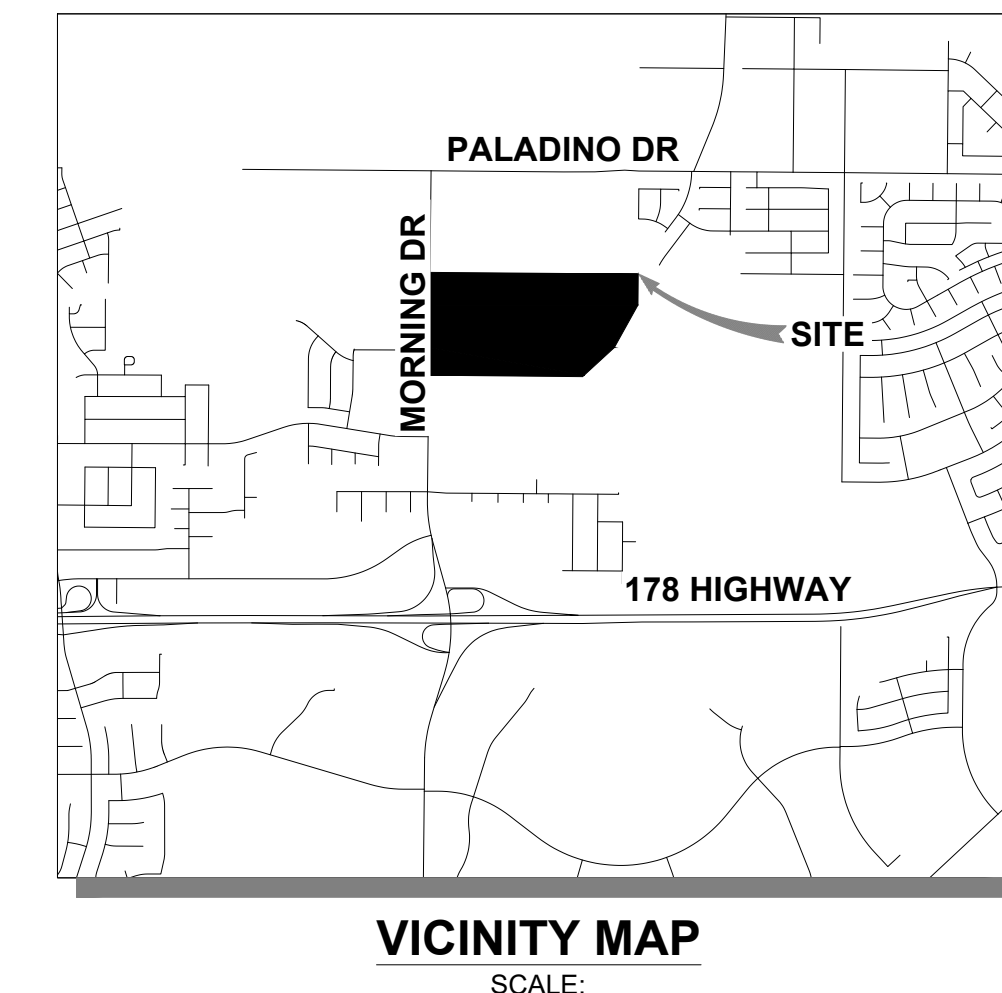 PALADINO DR
MORNING DR
SITE
178 HIGHWAY
VICINITY MAP
SCALE: